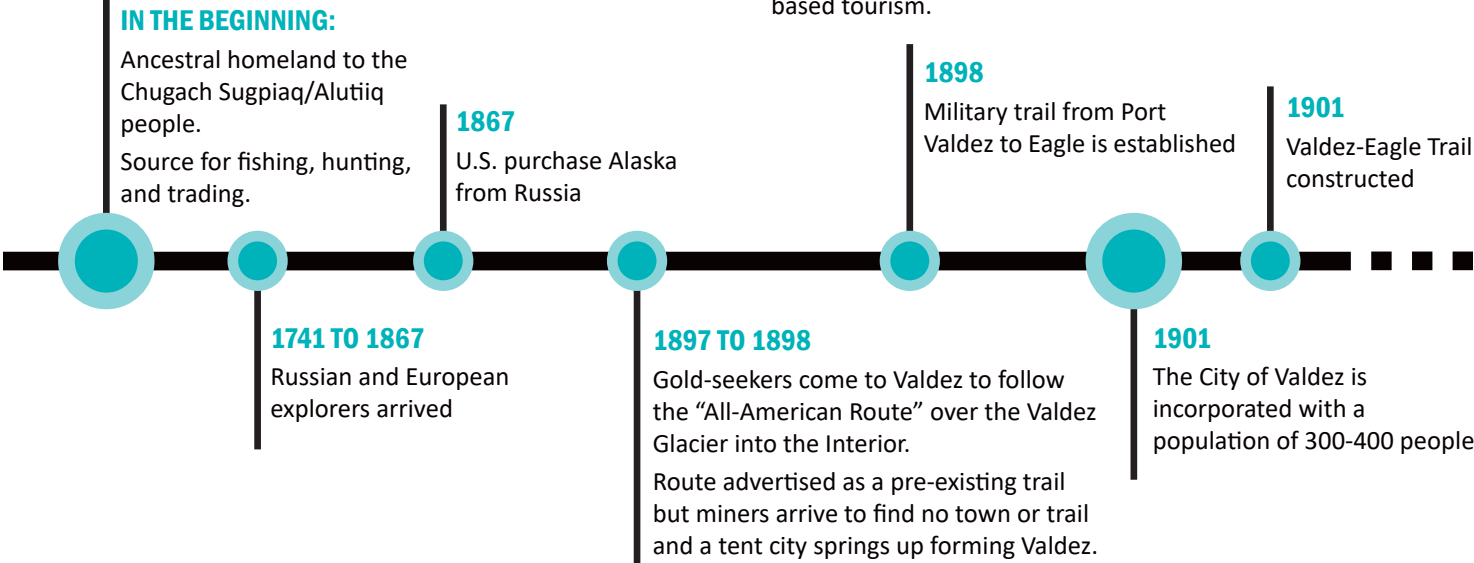 based tourism.
IN THE BEGINNING:
Ancestral homeland to the
Chugach Sugpiaq/Alutiiq
people.
Source for fishing, hunting,
and trading.
1741 TO 1867
Russian and European
explorers arrived
1867
U.S. purchase Alaska
from Russia
1897 TO 1898
Gold-seekers come to Valdez to follow
the “All-American Route” over the Valdez
Glacier into the Interior.
Route advertised as a pre-existing trail
but miners arrive to find no town or trail
and a tent city springs up forming Valdez.
1898
Military trail from Port
Valdez to Eagle is established
1901
The City of Valdez is
incorporated with a
population of 300-400 people
1901
Valdez-Eagle Trail
constructed